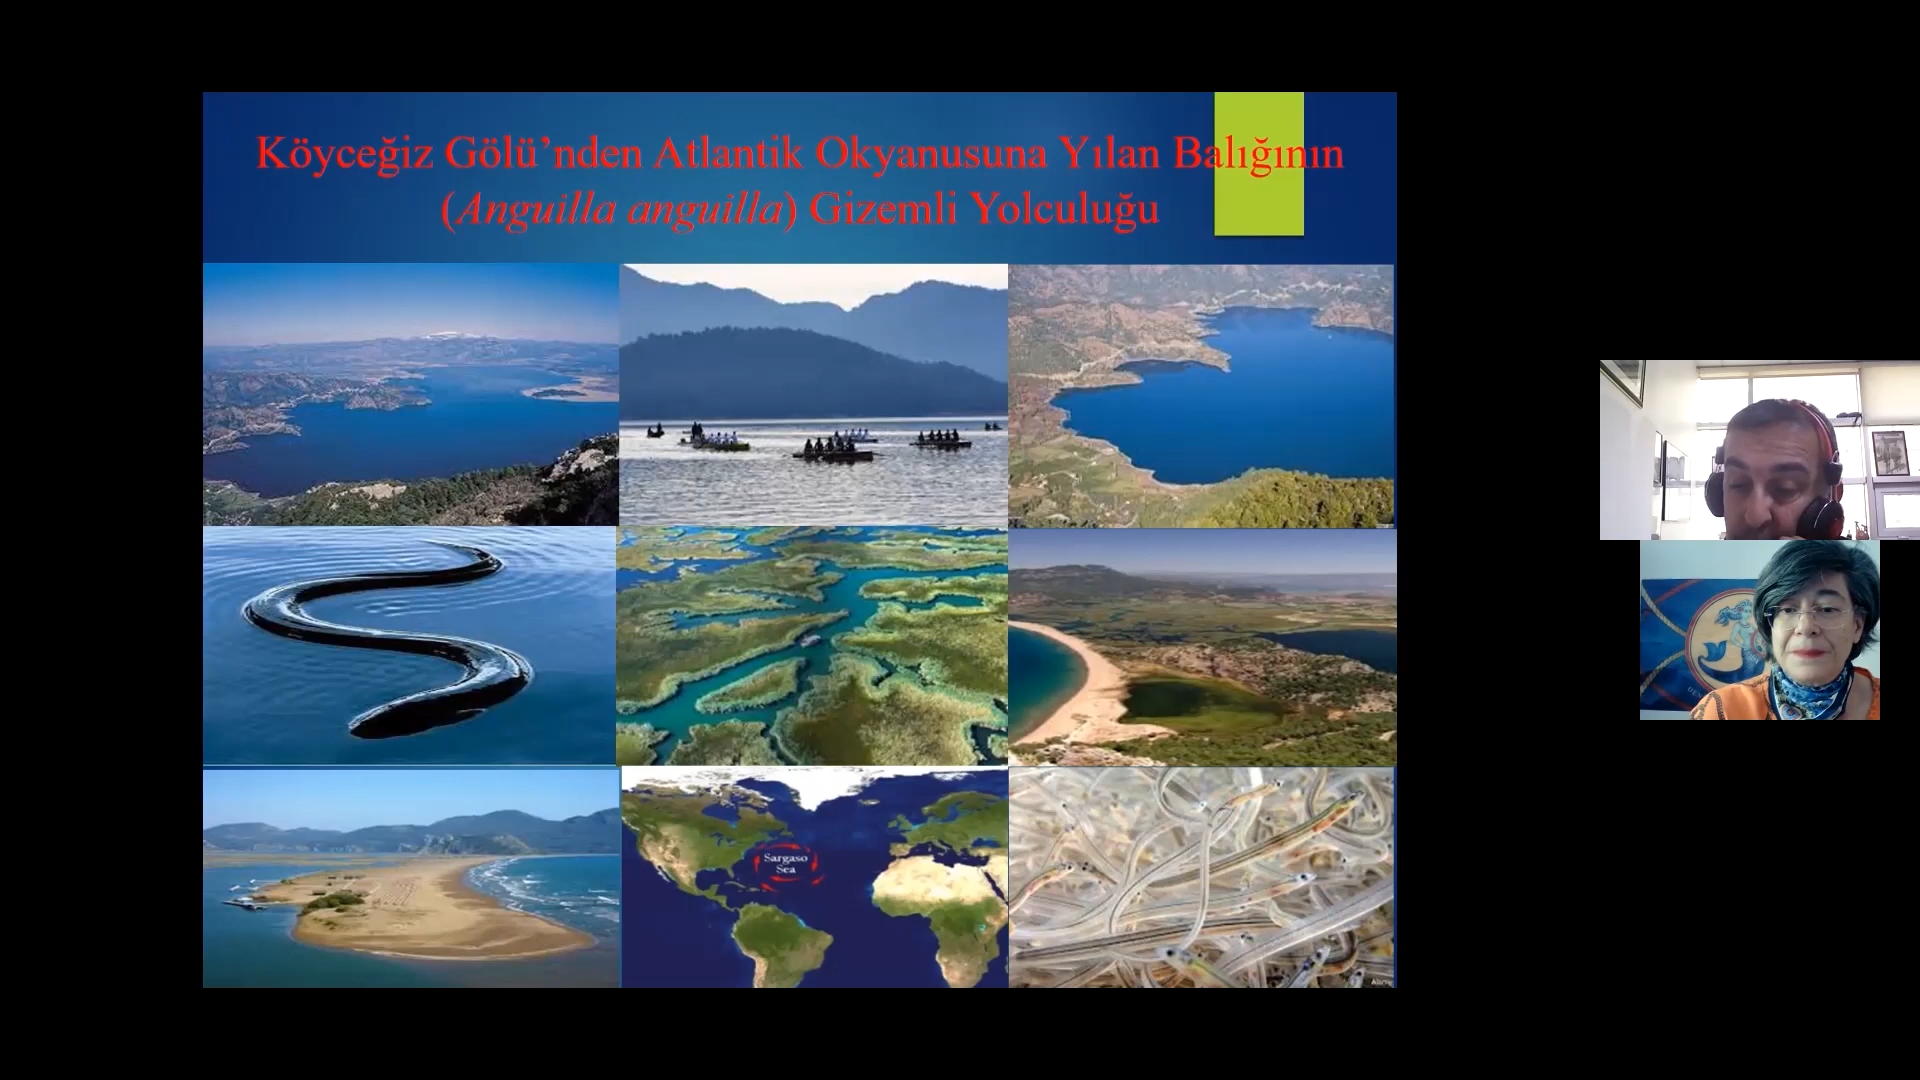 Köyceğiz Gölü’nden Atlantik Okyanusuna Yılan Balığının
(Anguilla anguilla) Gizemli Yolculuğu
Sargaso
Sea